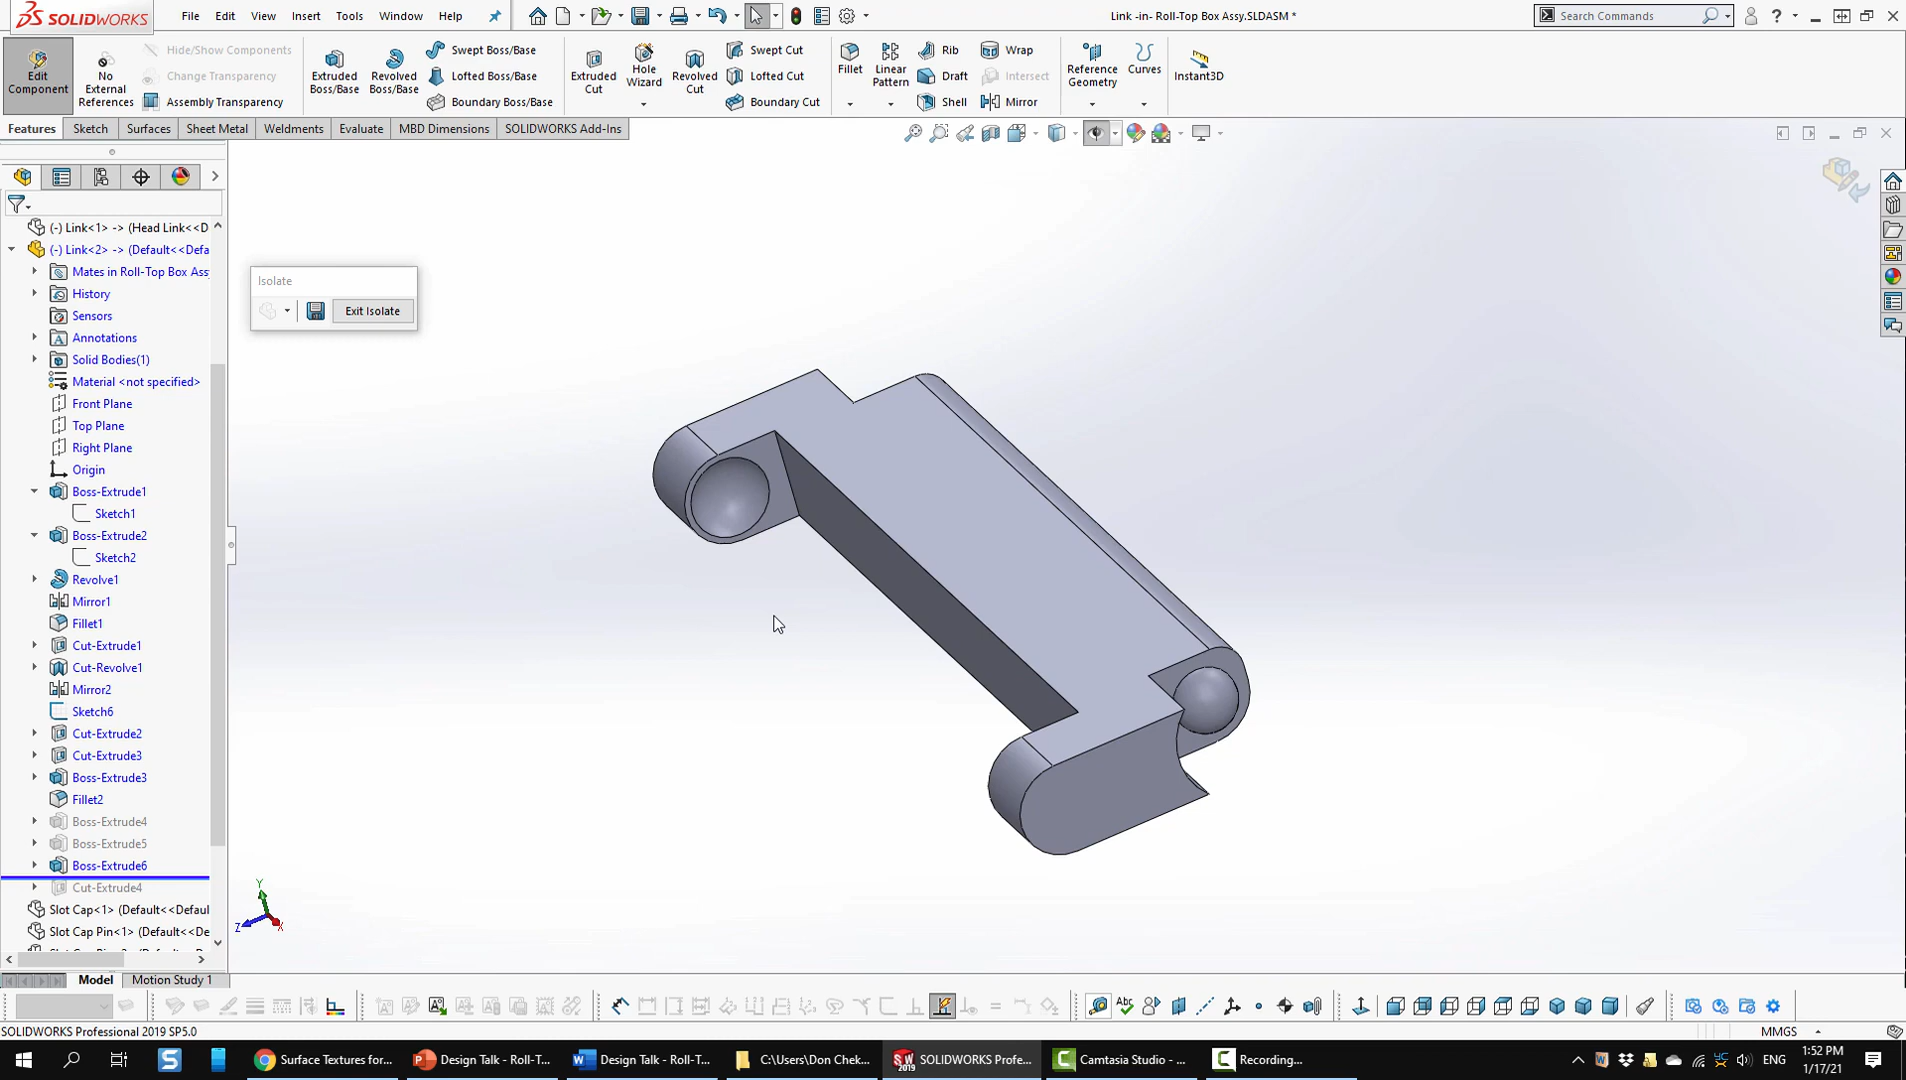 SOLIDWORKS
File Edit View Insert Tools Window Help
Link -in- Roll-Top Box Assy.SLDASM *
Search Commands
Edit Component
No External References
Hide/Show Components
Change Transparency
Assembly Transparency
Extruded Boss/Base
Revolved Boss/Base
Swept Boss/Base
Lofted Boss/Base
Boundary Boss/Base
Extruded Cut
Hole Wizard
Revolved Cut
Swept Cut
Lofted Cut
Boundary Cut
Fillet
Linear Pattern
Rib
Draft
Shell
Wrap
Intersect
Mirror
Reference Geometry
Curves
Instant3D
Features Sketch Surfaces Sheet Metal Weldments Evaluate MBD Dimensions SOLIDWORKS Add-Ins
(-) Link<1> -> (Head Link<<D
(-) Link<2> -> (Default<<Defa
Mates in Roll-Top Box Ass
History
Sensors
Annotations
Solid Bodies(1)
Material <not specified>
Front Plane
Top Plane
Right Plane
Origin
Boss-Extrude1
Sketch1
Boss-Extrude2
Sketch2
Revolve1
Mirror1
Fillet1
Cut-Extrude1
Cut-Revolve1
Mirror2
Sketch6
Cut-Extrude2
Cut-Extrude3
Boss-Extrude3
Fillet2
Boss-Extrude4
Boss-Extrude5
Boss-Extrude6
Cut-Extrude4
Slot Cap<1> (Default<<Defaul
Slot Cap Pin<1> (Default<<De
Isolate
Exit Isolate
Y
Z
X
Model Motion Study 1
SOLIDWORKS Professional 2019 SP5.0
MMGS
Surface Textures for...
Design Talk - Roll-T...
Design Talk - Roll-T...
C:\Users\Don Chek...
SOLIDWORKS Profe...
Camtasia Studio - ...
Recording...
ENG
1:52 PM
1/17/21